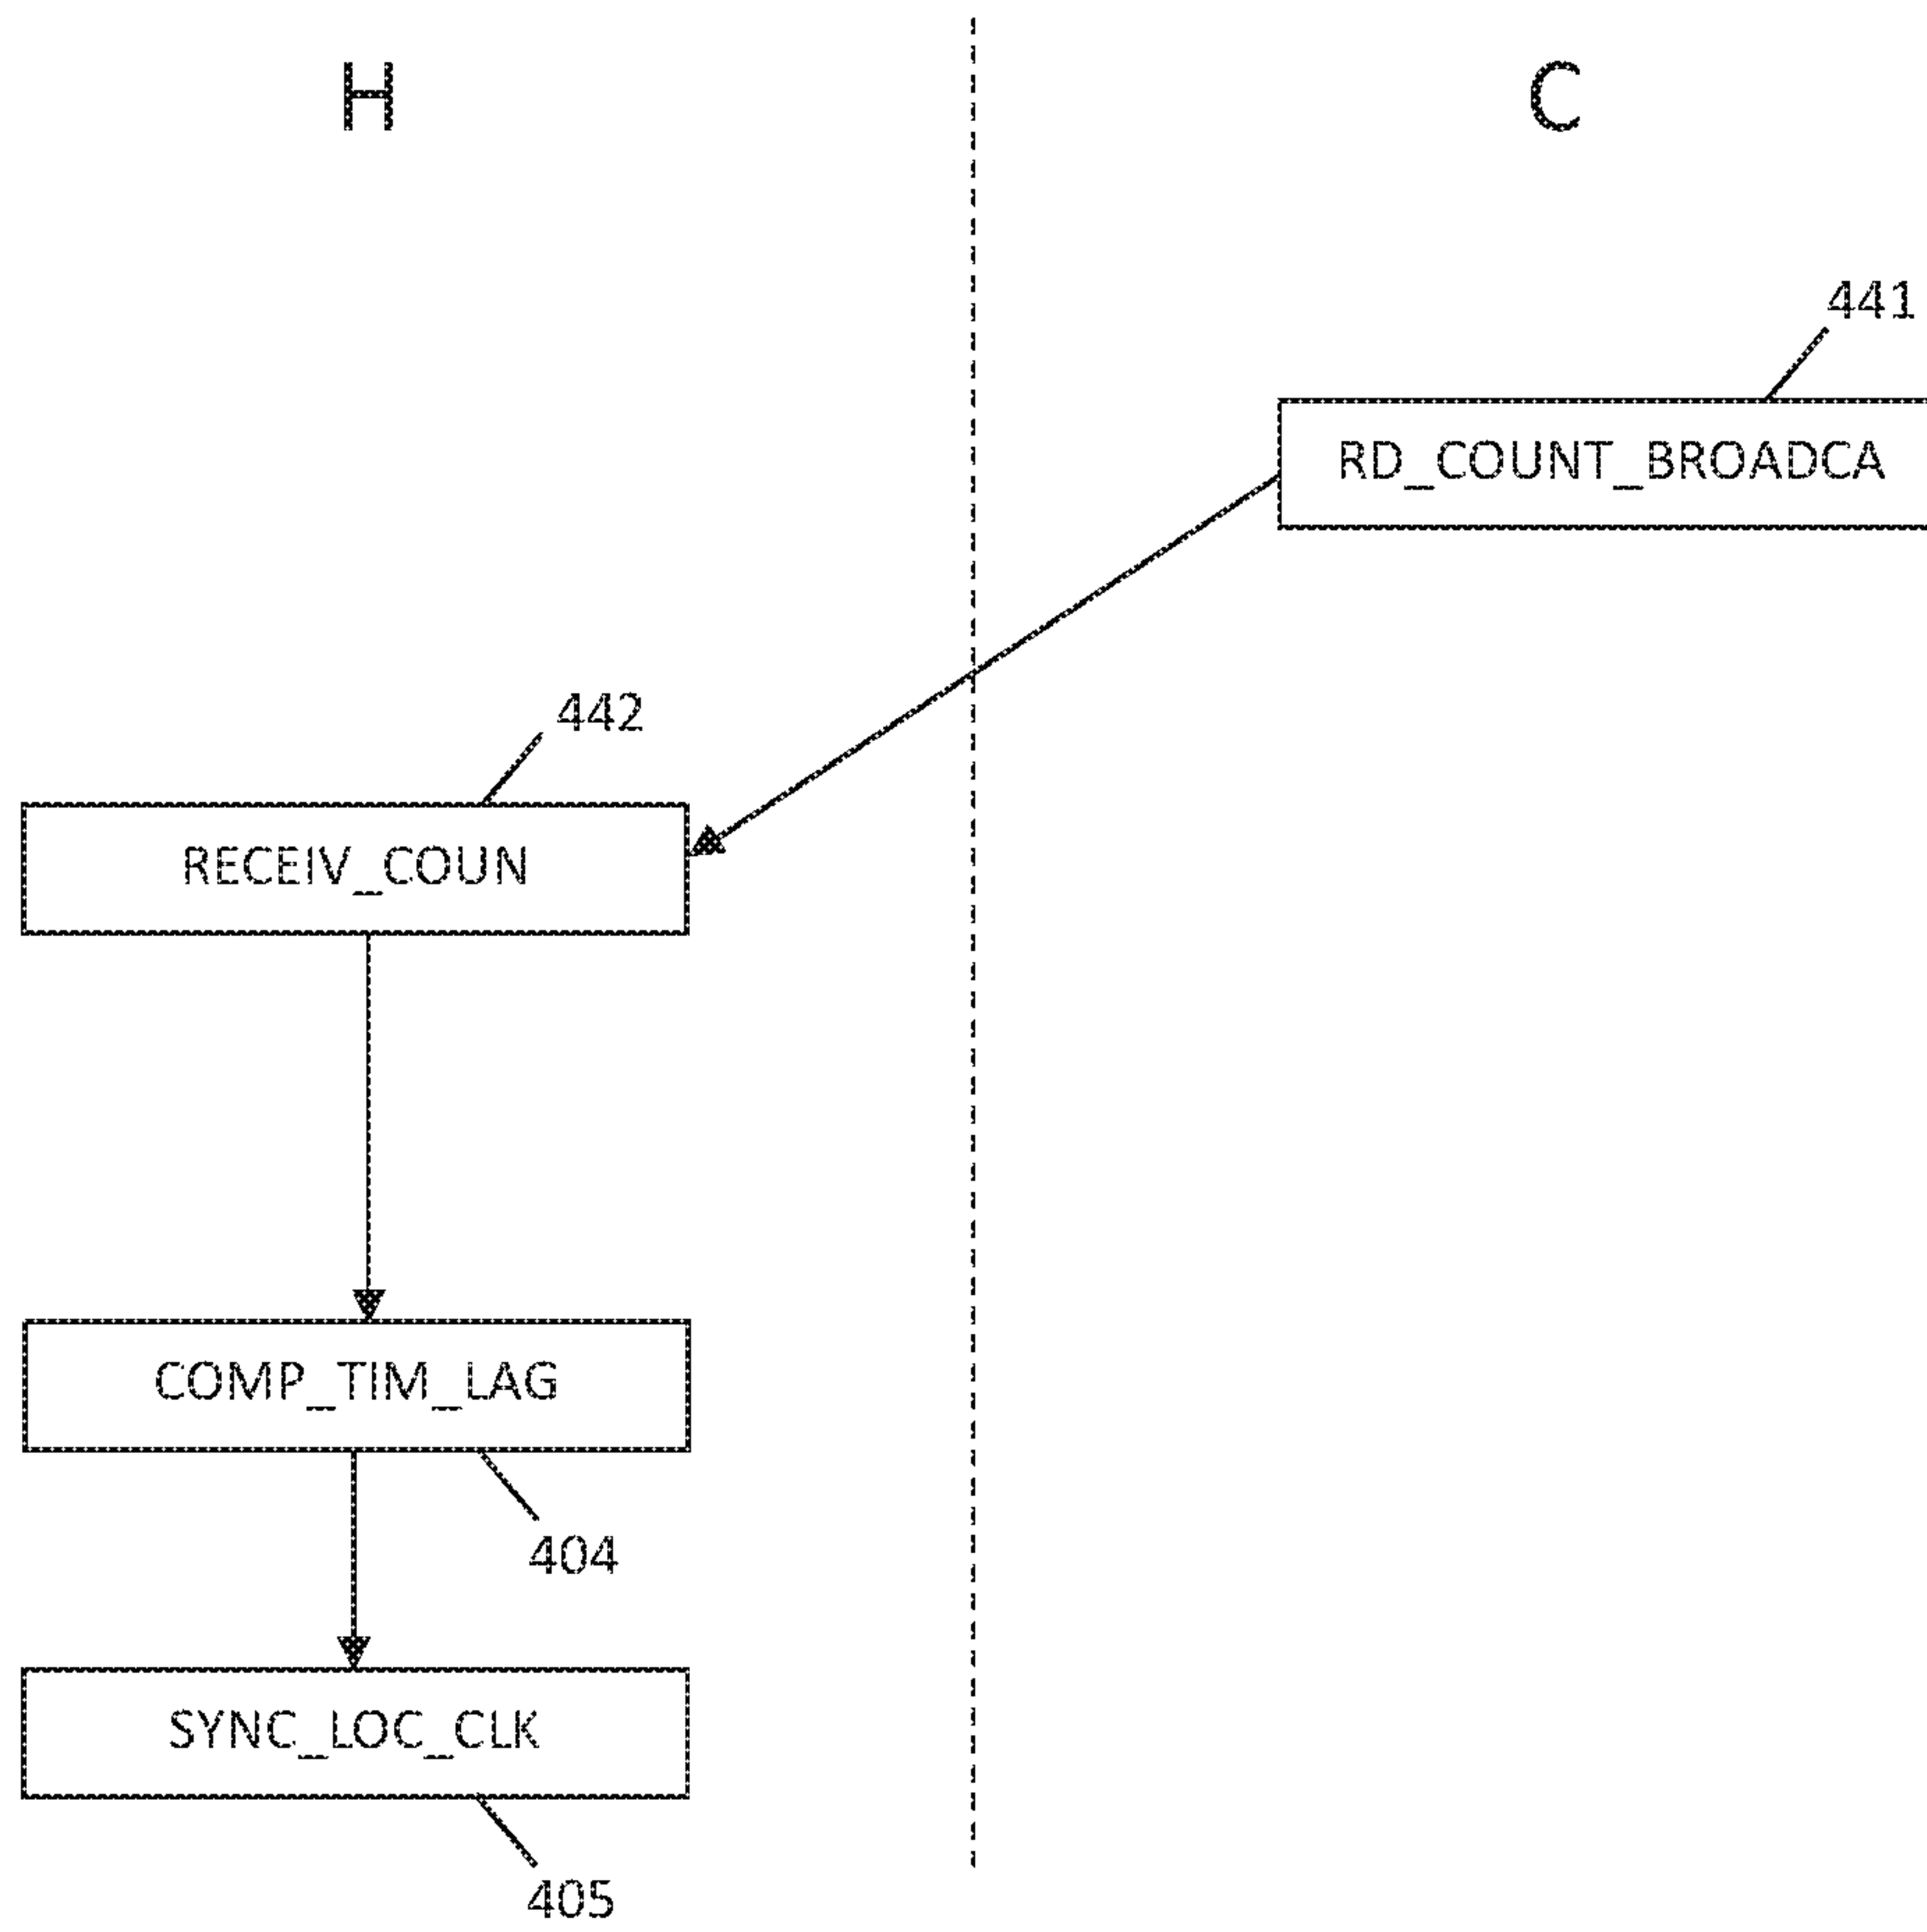 H
C
441
RD_COUNT_BROADCA
442
RECEIV_COUN
COMP_TIM_LAG
404
SYNC_LOC_CLK
405